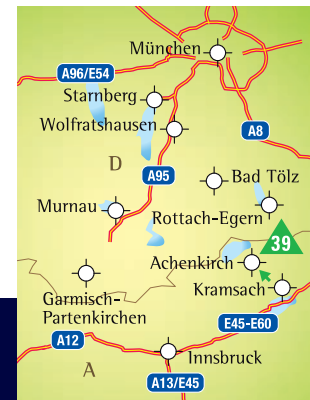 München
A96/E54
Starnberg
Wolfratshausen
A8
D
A95
Bad Tölz
Murnau
Rottach-Egern
39
Achenkirch
Kramsach
Garmisch-
Partenkirchen
E45-E60
A12
Innsbruck
A
A13/E45